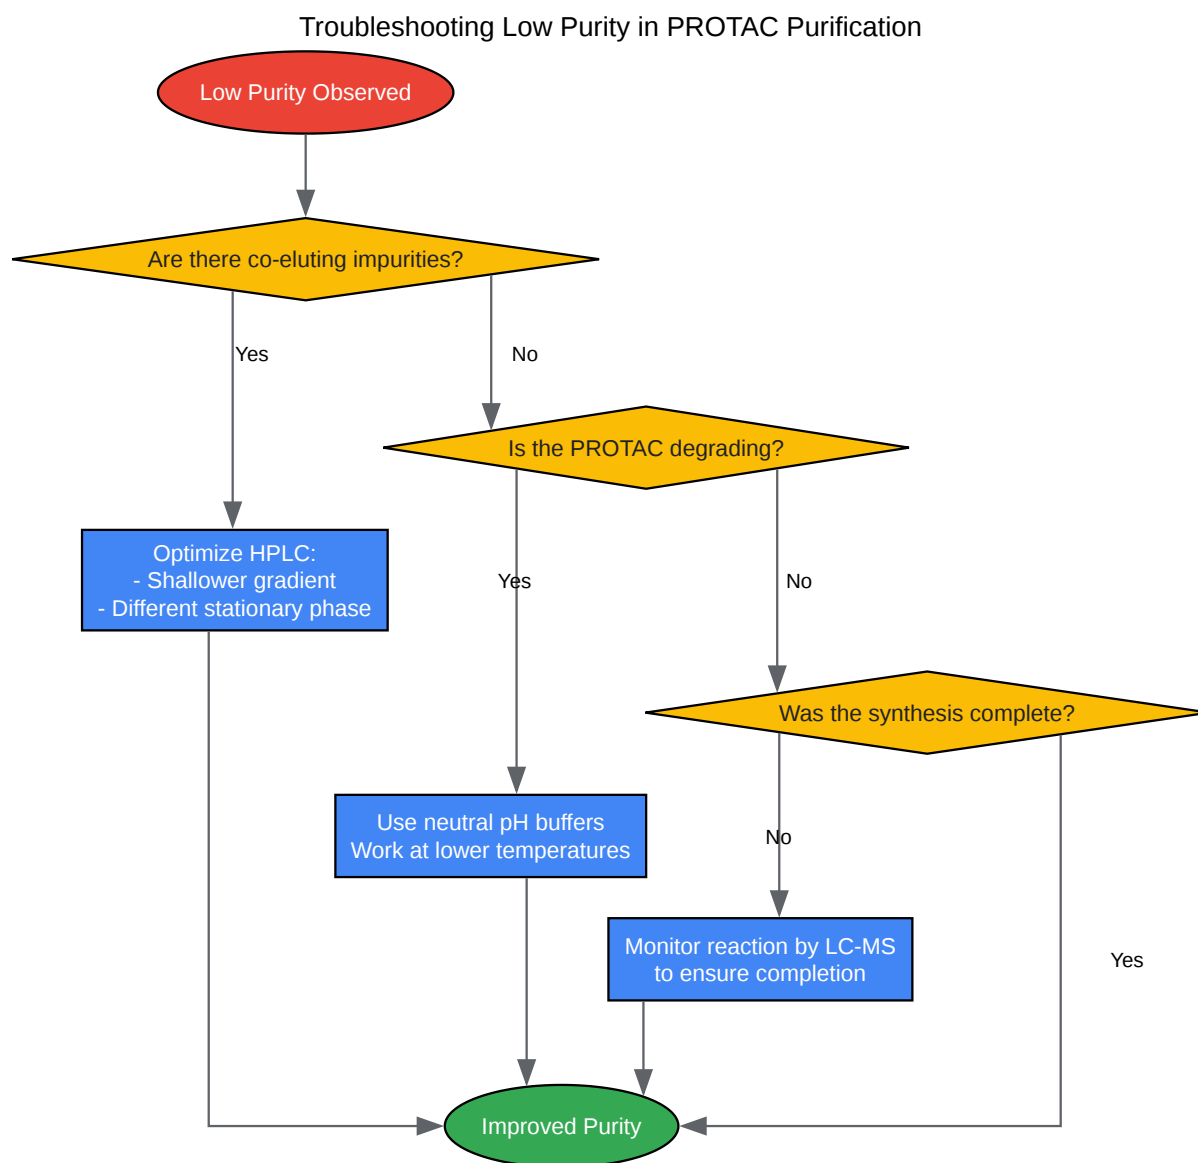 Troubleshooting Low Purity in PROTAC Purification
Low Purity Observed
Are there co-eluting impurities?
Yes
No
Is the PROTAC degrading?
Optimize HPLC:
- Shallower gradient
- Different stationary phase
Yes
No
Was the synthesis complete?
Use neutral pH buffers
Work at lower temperatures
No
Monitor reaction by LC-MS
to ensure completion
Yes
Improved Purity